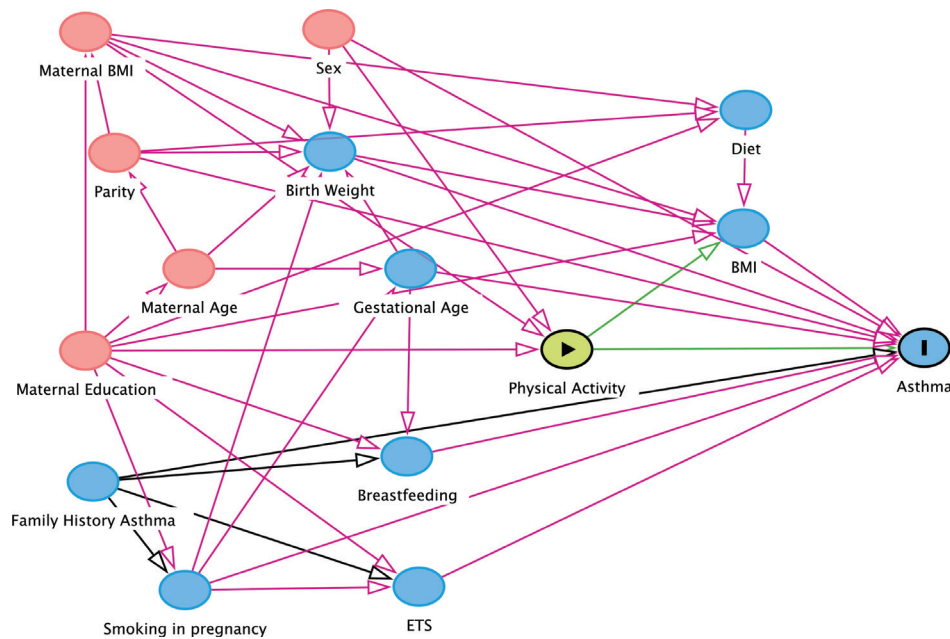 Maternal BMI
Sex
Diet
Parity
Birth Weight
BMI
Maternal Age
Gestational Age
Maternal Education
Physical Activity
Asthma
Breastfeeding
Family History Asthma
Smoking in pregnancy
ETS